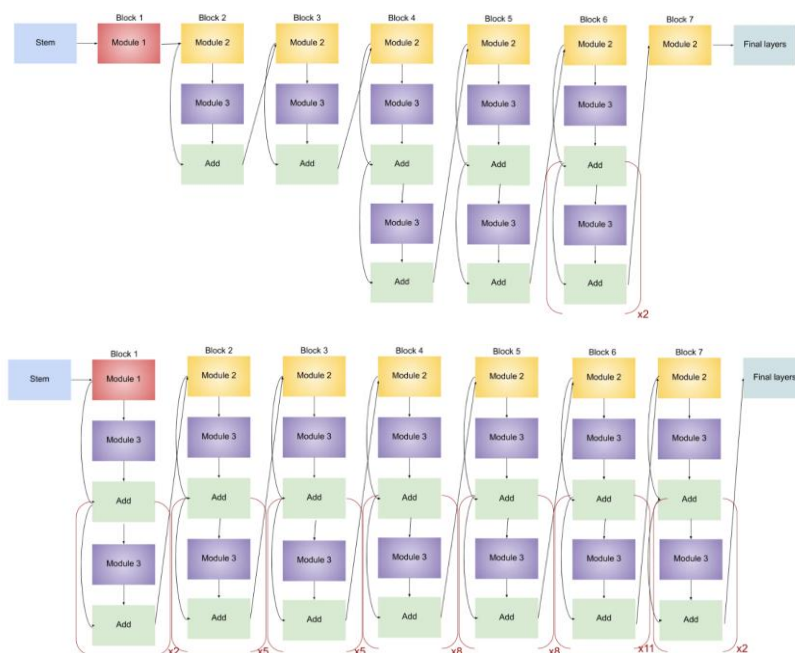 Block 1 Block 2 Block 3 Block 4 Block 5 Block 6 Block 7
Stem Module 1 Module 2 Module 2 Module 2 Module 2 Module 2 Module 2 Final layers
Module 3 Module 3 Module 3 Module 3 Module 3
Add Add Add Add Add
Module 3 Module 3 Module 3
Add Add Add
x2
Block 1 Block 2 Block 3 Block 4 Block 5 Block 6 Block 7
Stem Module 1 Module 2 Module 2 Module 2 Module 2 Module 2 Module 2 Final layers
Module 3 Module 3 Module 3 Module 3 Module 3 Module 3 Module 3
Add Add Add Add Add Add Add
Module 3 Module 3 Module 3 Module 3 Module 3 Module 3 Module 3
Add Add Add Add Add Add Add
x2 x5 x5 x8 x8 x11 x2